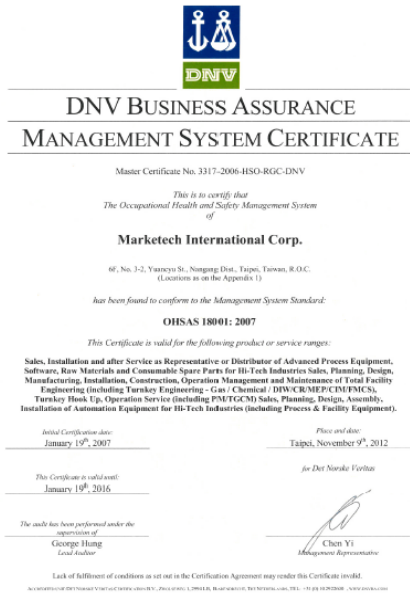 DNV
DNV BUSINESS ASSURANCE
MANAGEMENT SYSTEM CERTIFICATE
Master Certificate No. 3317-2006-HSO-RGC-DNV
This is to certify that
The Occupational Health and Safety Management System
of
Marketech International Corp.
6F, No. 3-2, Yuancyu St., Nangang Dist., Taipei, Taiwan, R.O.C.
(Locations as on the Appendix 1)
has been found to conform to the Management System Standard:
OHSAS 18001: 2007
This Certificate is valid for the following product or service ranges:
Sales, Installation and after Service as Representative or Distributor of Advanced Process Equipment,
Software, Raw Materials and Consumable Spare Parts for Hi-Tech Industries Sales, Planning, Design,
Manufacturing, Installation, Construction, Operation Management and Maintenance of Total Facility
Engineering (including Turnkey Engineering - Gas / Chemical / DIW/CR/MEP/CIM/FMCS),
Turnkey Hook Up, Operation Service (including P/M/TGCM) Sales, Planning, Design, Assembly,
Installation of Automation Equipment for Hi-Tech Industries (including Process & Facility Equipment).
Initial Certification date:
January 19th, 2007
Place and date:
Taipei, November 9th, 2012
This Certificate is valid until:
January 19th, 2016
for Det Norske Veritas
The audit has been performed under the
supervision of
George Hung
Lead Auditor
Chen Yi
Management Representative
Lack of fulfilment of conditions as set out in the Certification Agreement may render this Certificate invalid.